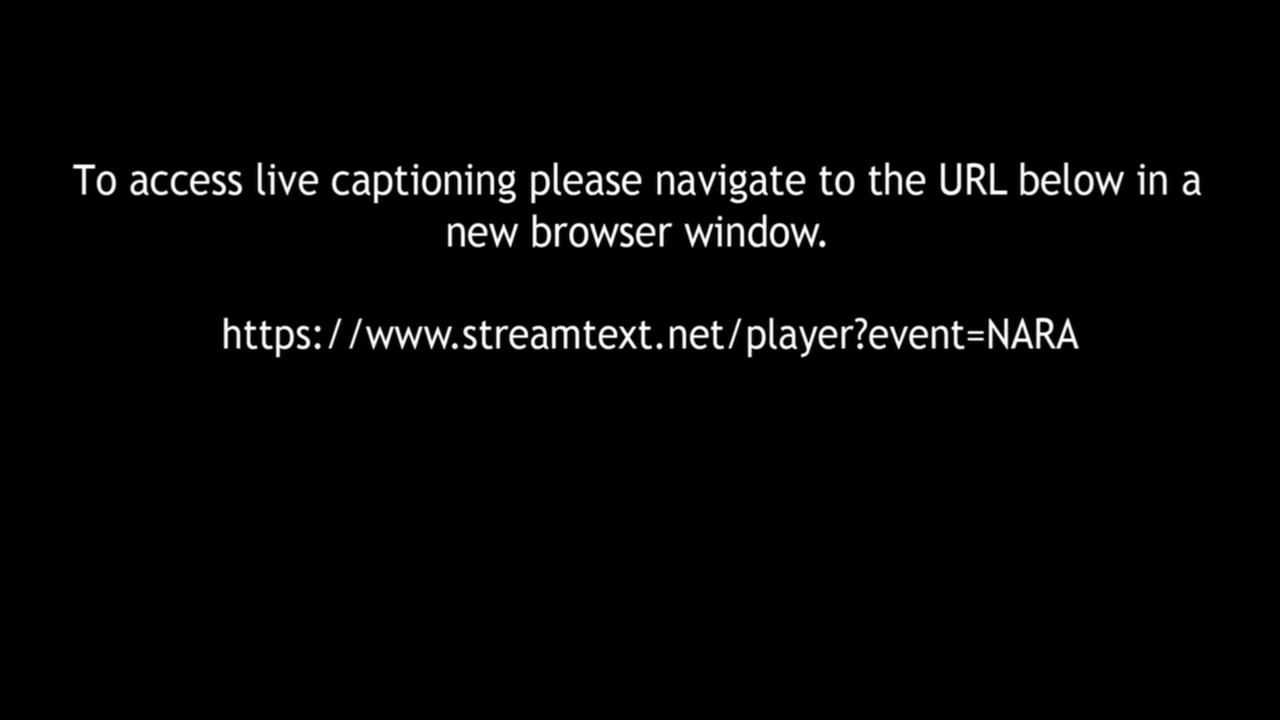 To access live captioning please navigate to the URL below in a
new browser window.
https://www.streamtext.net/player?event=NARA